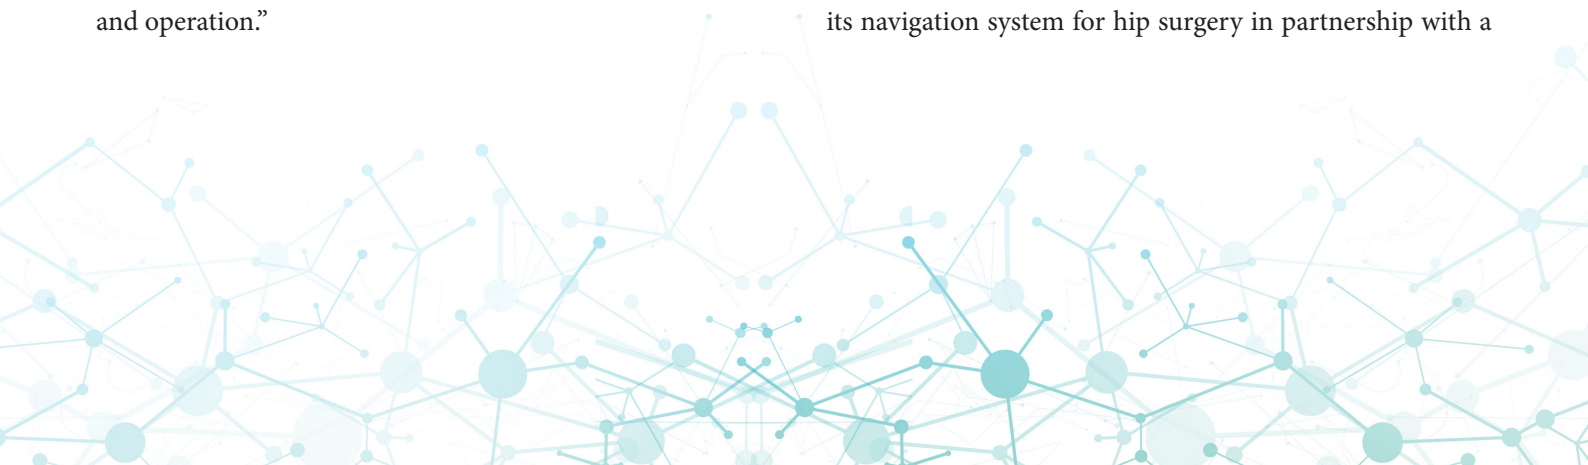 and operation.”
its navigation system for hip surgery in partnership with a